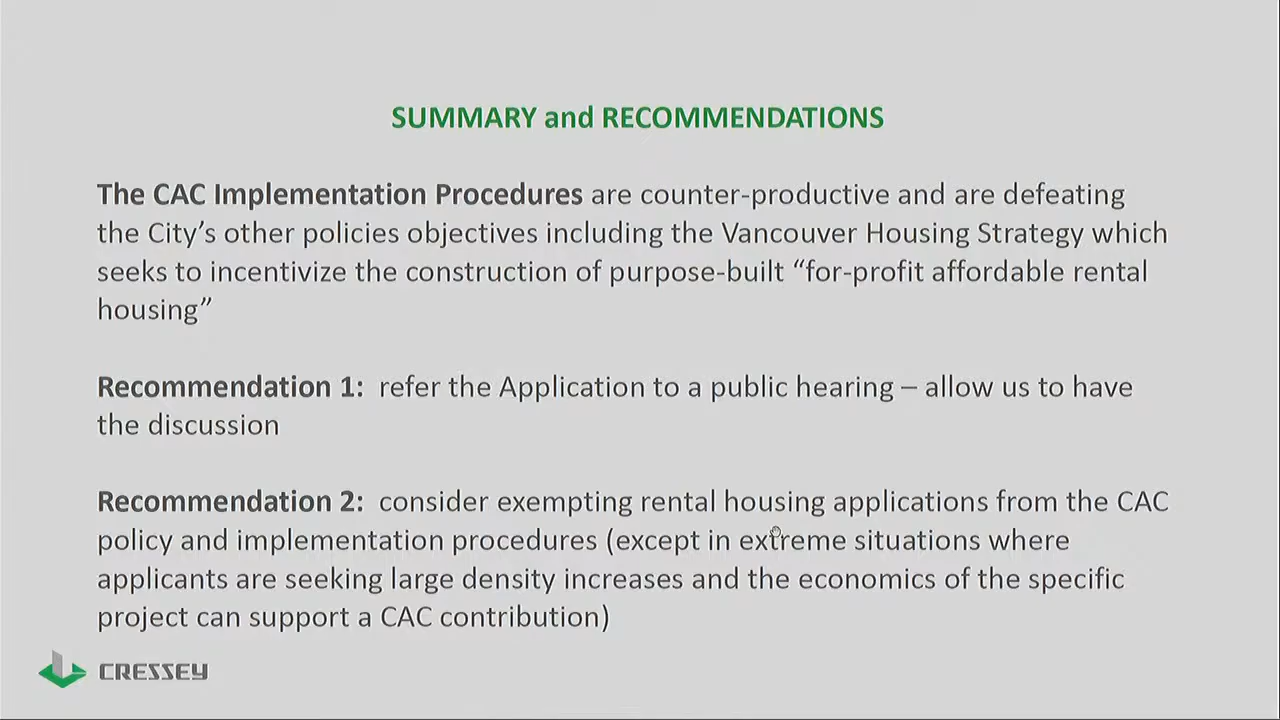 SUMMARY and RECOMMENDATIONS
The CAC Implementation Procedures are counter-productive and are defeating
the City’s other policies objectives including the Vancouver Housing Strategy which
seeks to incentivize the construction of purpose-built “for-profit affordable rental
housing”
Recommendation 1: refer the Application to a public hearing – allow us to have
the discussion
Recommendation 2: consider exempting rental housing applications from the CAC
policy and implementation procedures (except in extreme situations where
applicants are seeking large density increases and the economics of the specific
project can support a CAC contribution)
CRESSEY